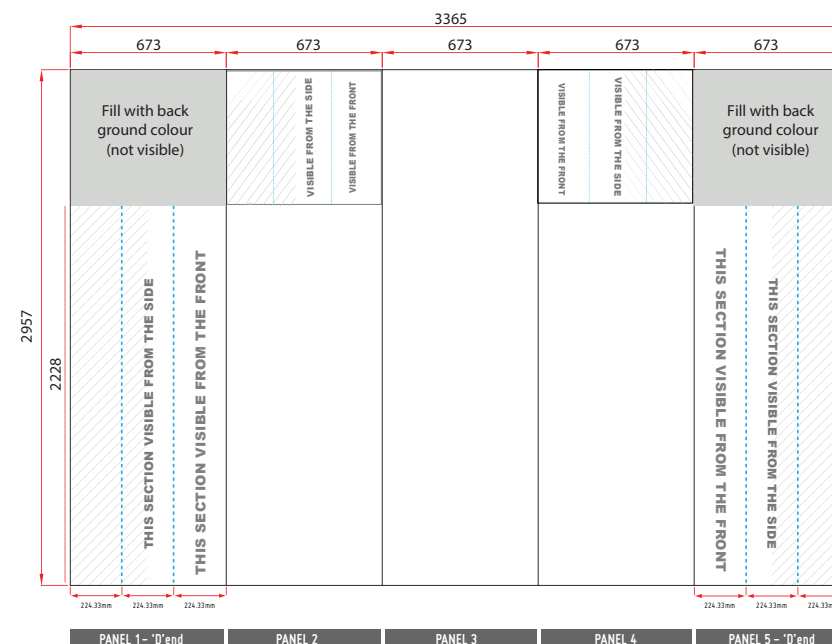 3365
673
673
673
673
673
Fill with back
ground colour
(not visible)
VISIBLE FROM THE SIDE
VISIBLE FROM THE FRONT
VISIBLE FROM THE FRONT
VISIBLE FROM THE SIDE
Fill with back
ground colour
(not visible)
2957
2228
THIS SECTION VISIBLE FROM THE SIDE
THIS SECTION VISIBLE FROM THE FRONT
THIS SECTION VISIBLE FROM THE FRONT
THIS SECTION VISIBLE FROM THE SIDE
224.33mm
224.33mm
224.33mm
224.33mm
224.33mm
224.33m
PANEL 1 – 'D'end
PANEL 2
PANEL 3
PANEL 4
PANEL 5 – 'D'end